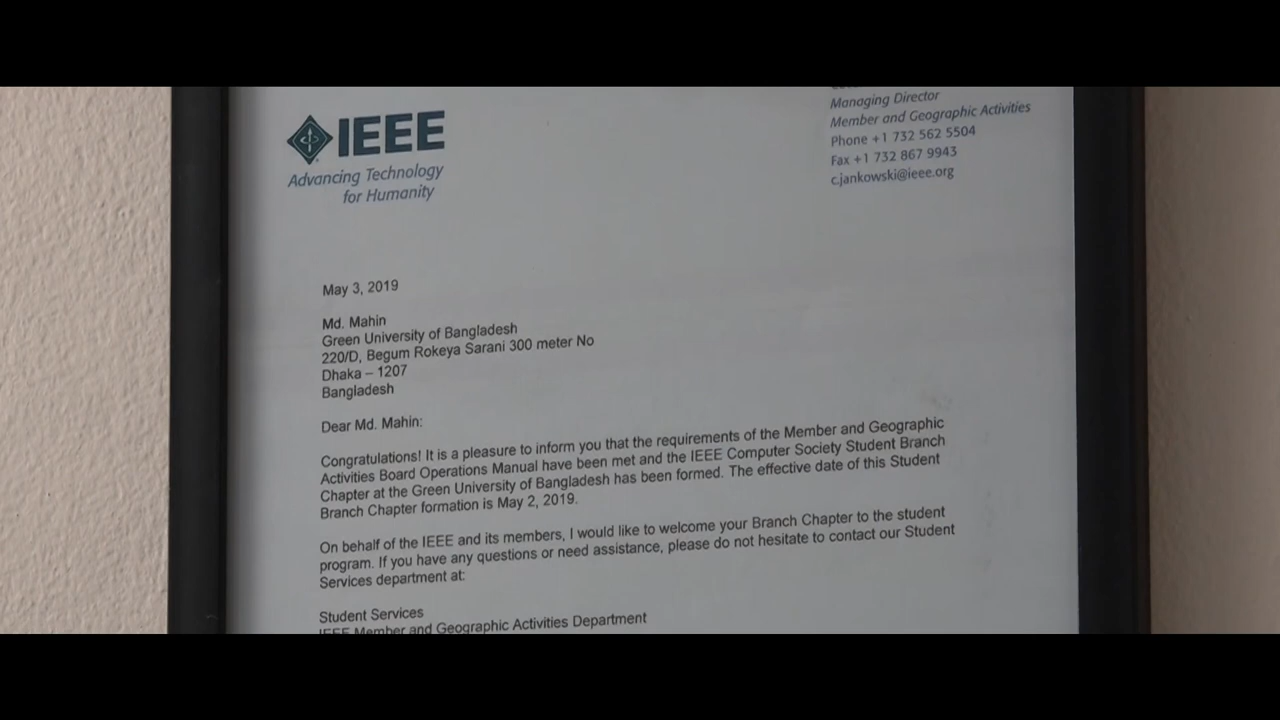 IEEE
Advancing Technology
for Humanity
Managing Director
Member and Geographic Activities
Phone +1 732 562 5504
Fax +1 732 867 9943
c.jankowski@ieee.org
May 3, 2019
Md. Mahin
Green University of Bangladesh
220/D, Begum Rokeya Sarani 300 meter No
Dhaka – 1207
Bangladesh
Dear Md. Mahin:
Congratulations! It is a pleasure to inform you that the requirements of the Member and Geographic
Activities Board Operations Manual have been met and the IEEE Computer Society Student Branch
Chapter at the Green University of Bangladesh has been formed. The effective date of this Student
Branch Chapter formation is May 2, 2019.
On behalf of the IEEE and its members, I would like to welcome your Branch Chapter to the student
program. If you have any questions or need assistance, please do not hesitate to contact our Student
Services department at:
Student Services
IEEE Member and Geographic Activities Department